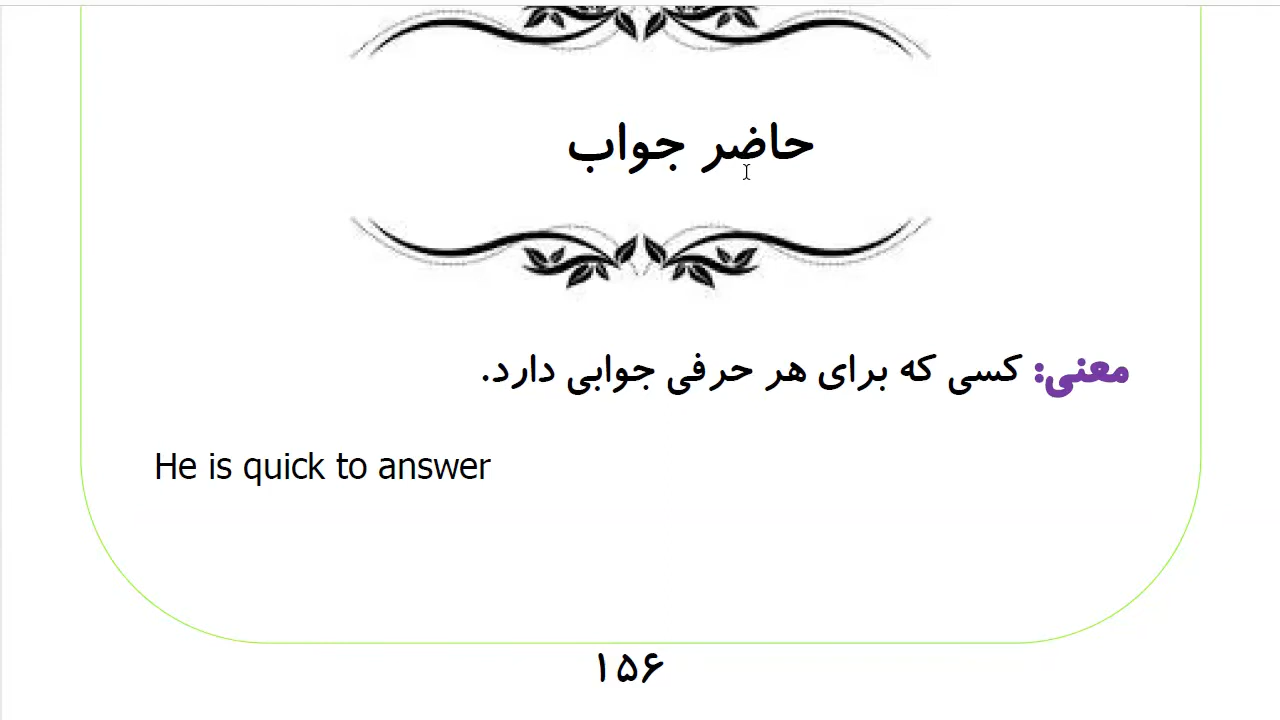 حاضر جواب
معنی: کسی که برای هر حرفی جوابی دارد.
He is quick to answer
۱۵۶